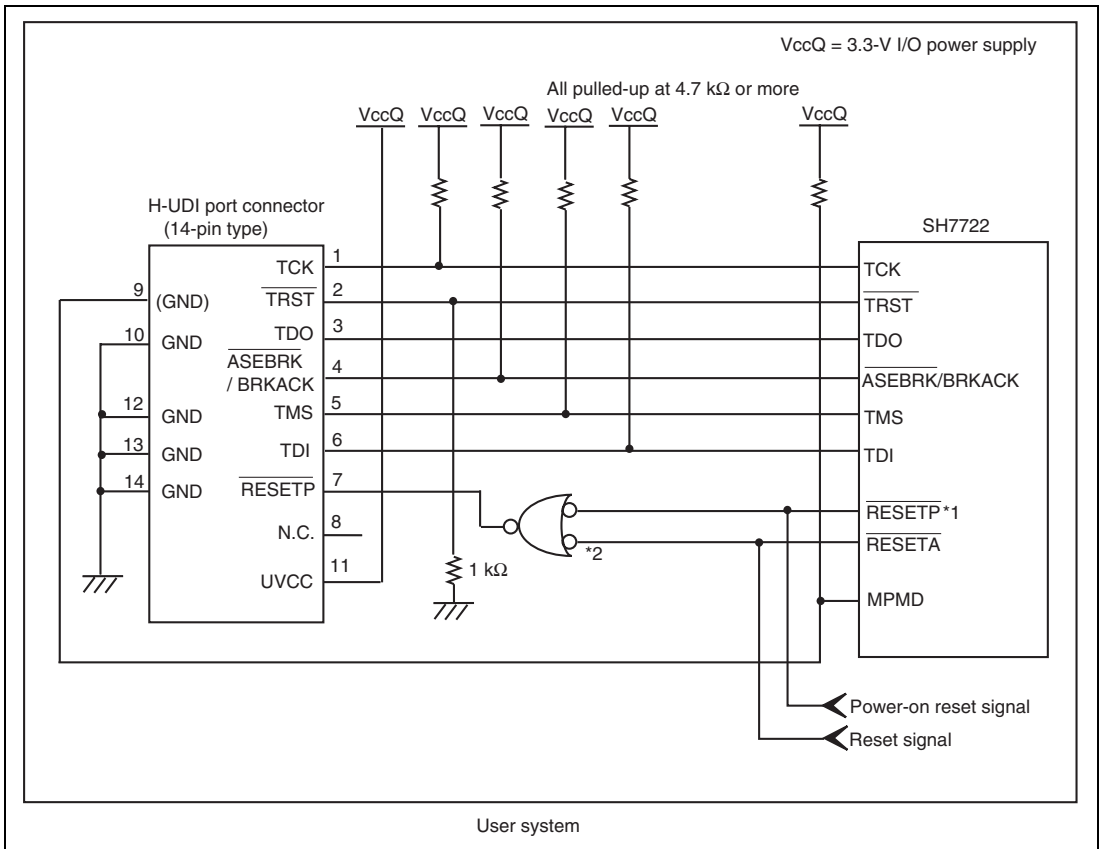 VccQ = 3.3-V I/O power supply
All pulled-up at 4.7 kΩ or more
VccQ VccQ VccQ VccQ VccQ VccQ
H-UDI port connector
(14-pin type)
SH7722
TCK 1 TCK
9 (GND) TRST 2 TRST
10 GND TDO 3 TDO
ASEBRK
/ BRKACK 4 ASEBRK/BRKACK
12 GND TMS 5 TMS
13 GND TDI 6 TDI
14 GND RESETP 7 RESETP*1
N.C. 8 *2 RESETA
UVCC 11 1 kΩ MPMD
Power-on reset signal
Reset signal
User system